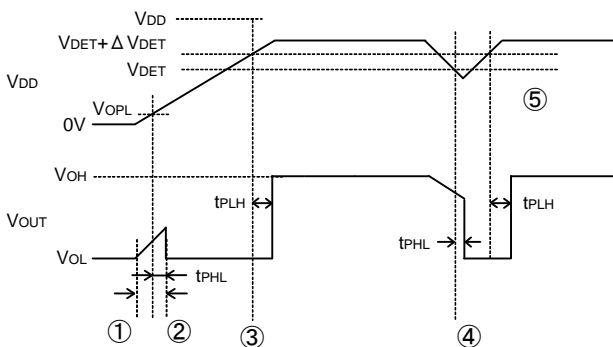 VDD
VDET+ΔVDET
VDET
VDD
VOPL
0V
⑤
VOH
tPLH
tPLH
VOUT
tPHL
VOL
tPHL
① ② ③ ④